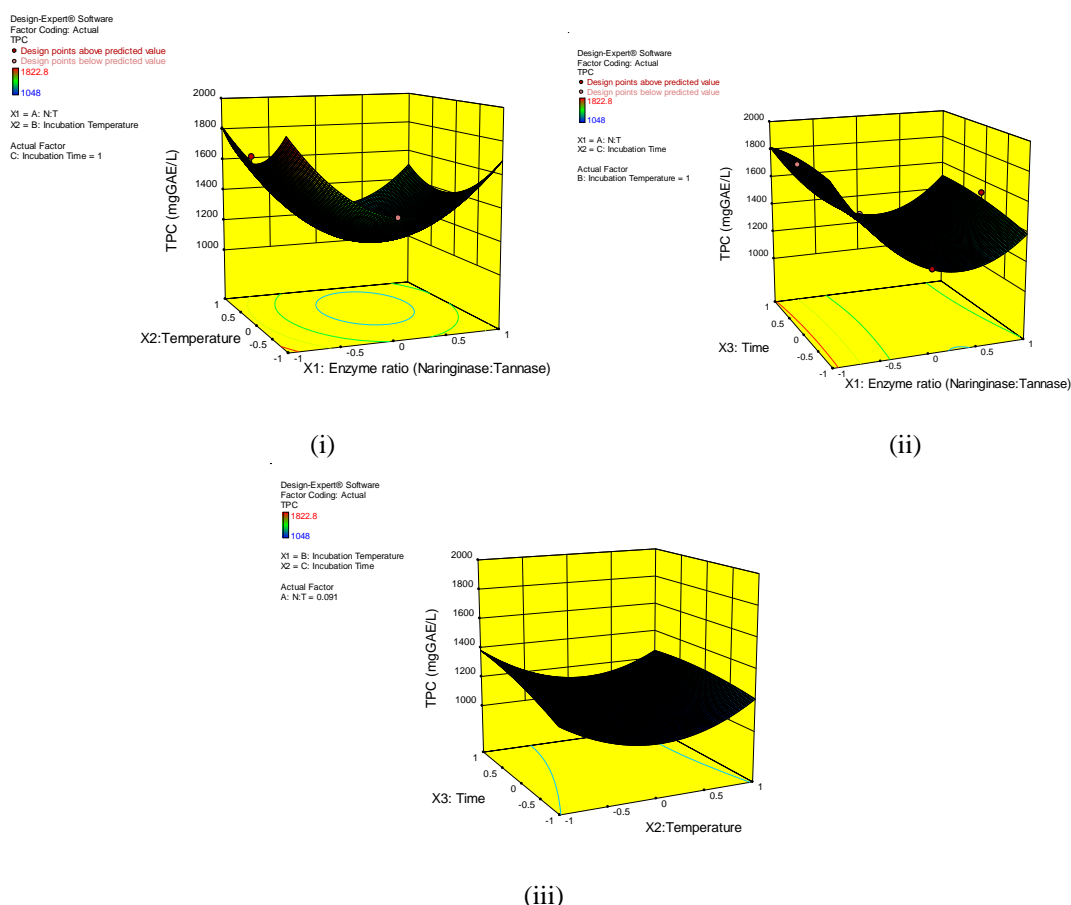 Design-Expert® Software
Factor Coding: Actual
TPC
Design points above predicted value
Design points below predicted value
1822.8
1048
X1 = A: N:T
X2 = B: Incubation Temperature
Actual Factor
C: Incubation Time = 1
2000
1800
1600
1400
1200
1000
TPC (mgGAE/L)
1
0.5
0
-0.5
-1
X2:Temperature
-1
-0.5
0
0.5
1
X1: Enzyme ratio (Naringinase:Tannase)
(i)
Design-Expert® Software
Factor Coding: Actual
TPC
Design points above predicted value
Design points below predicted value
1822.8
1048
X1 = A: N:T
X2 = C: Incubation Time
Actual Factor
B: Incubation Temperature = 1
2000
1800
1600
1400
1200
1000
TPC (mgGAE/L)
1
0.5
0
-0.5
-1
X3: Time
-1
-0.5
0
0.5
1
X1: Enzyme ratio (Naringinase:Tannase)
(ii)
Design-Expert® Software
Factor Coding: Actual
TPC
1822.8
1048
X1 = B: Incubation Temperature
X2 = C: Incubation Time
Actual Factor
A: N:T = 0.091
2000
1800
1600
1400
1200
1000
TPC (mgGAE/L)
1
0.5
0
-0.5
-1
X3: Time
-1
-0.5
0
0.5
1
X2:Temperature
(iii)